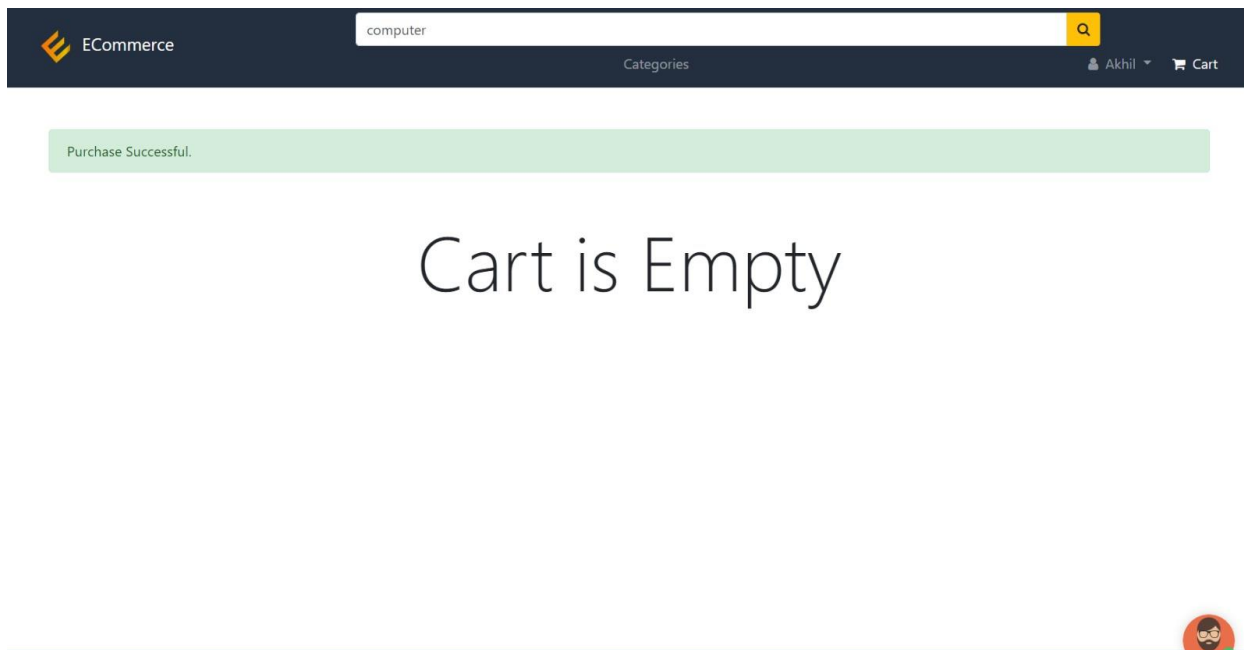 ECommerce
computer
Categories
Akhil
Cart
Purchase Successful.
Cart is Empty